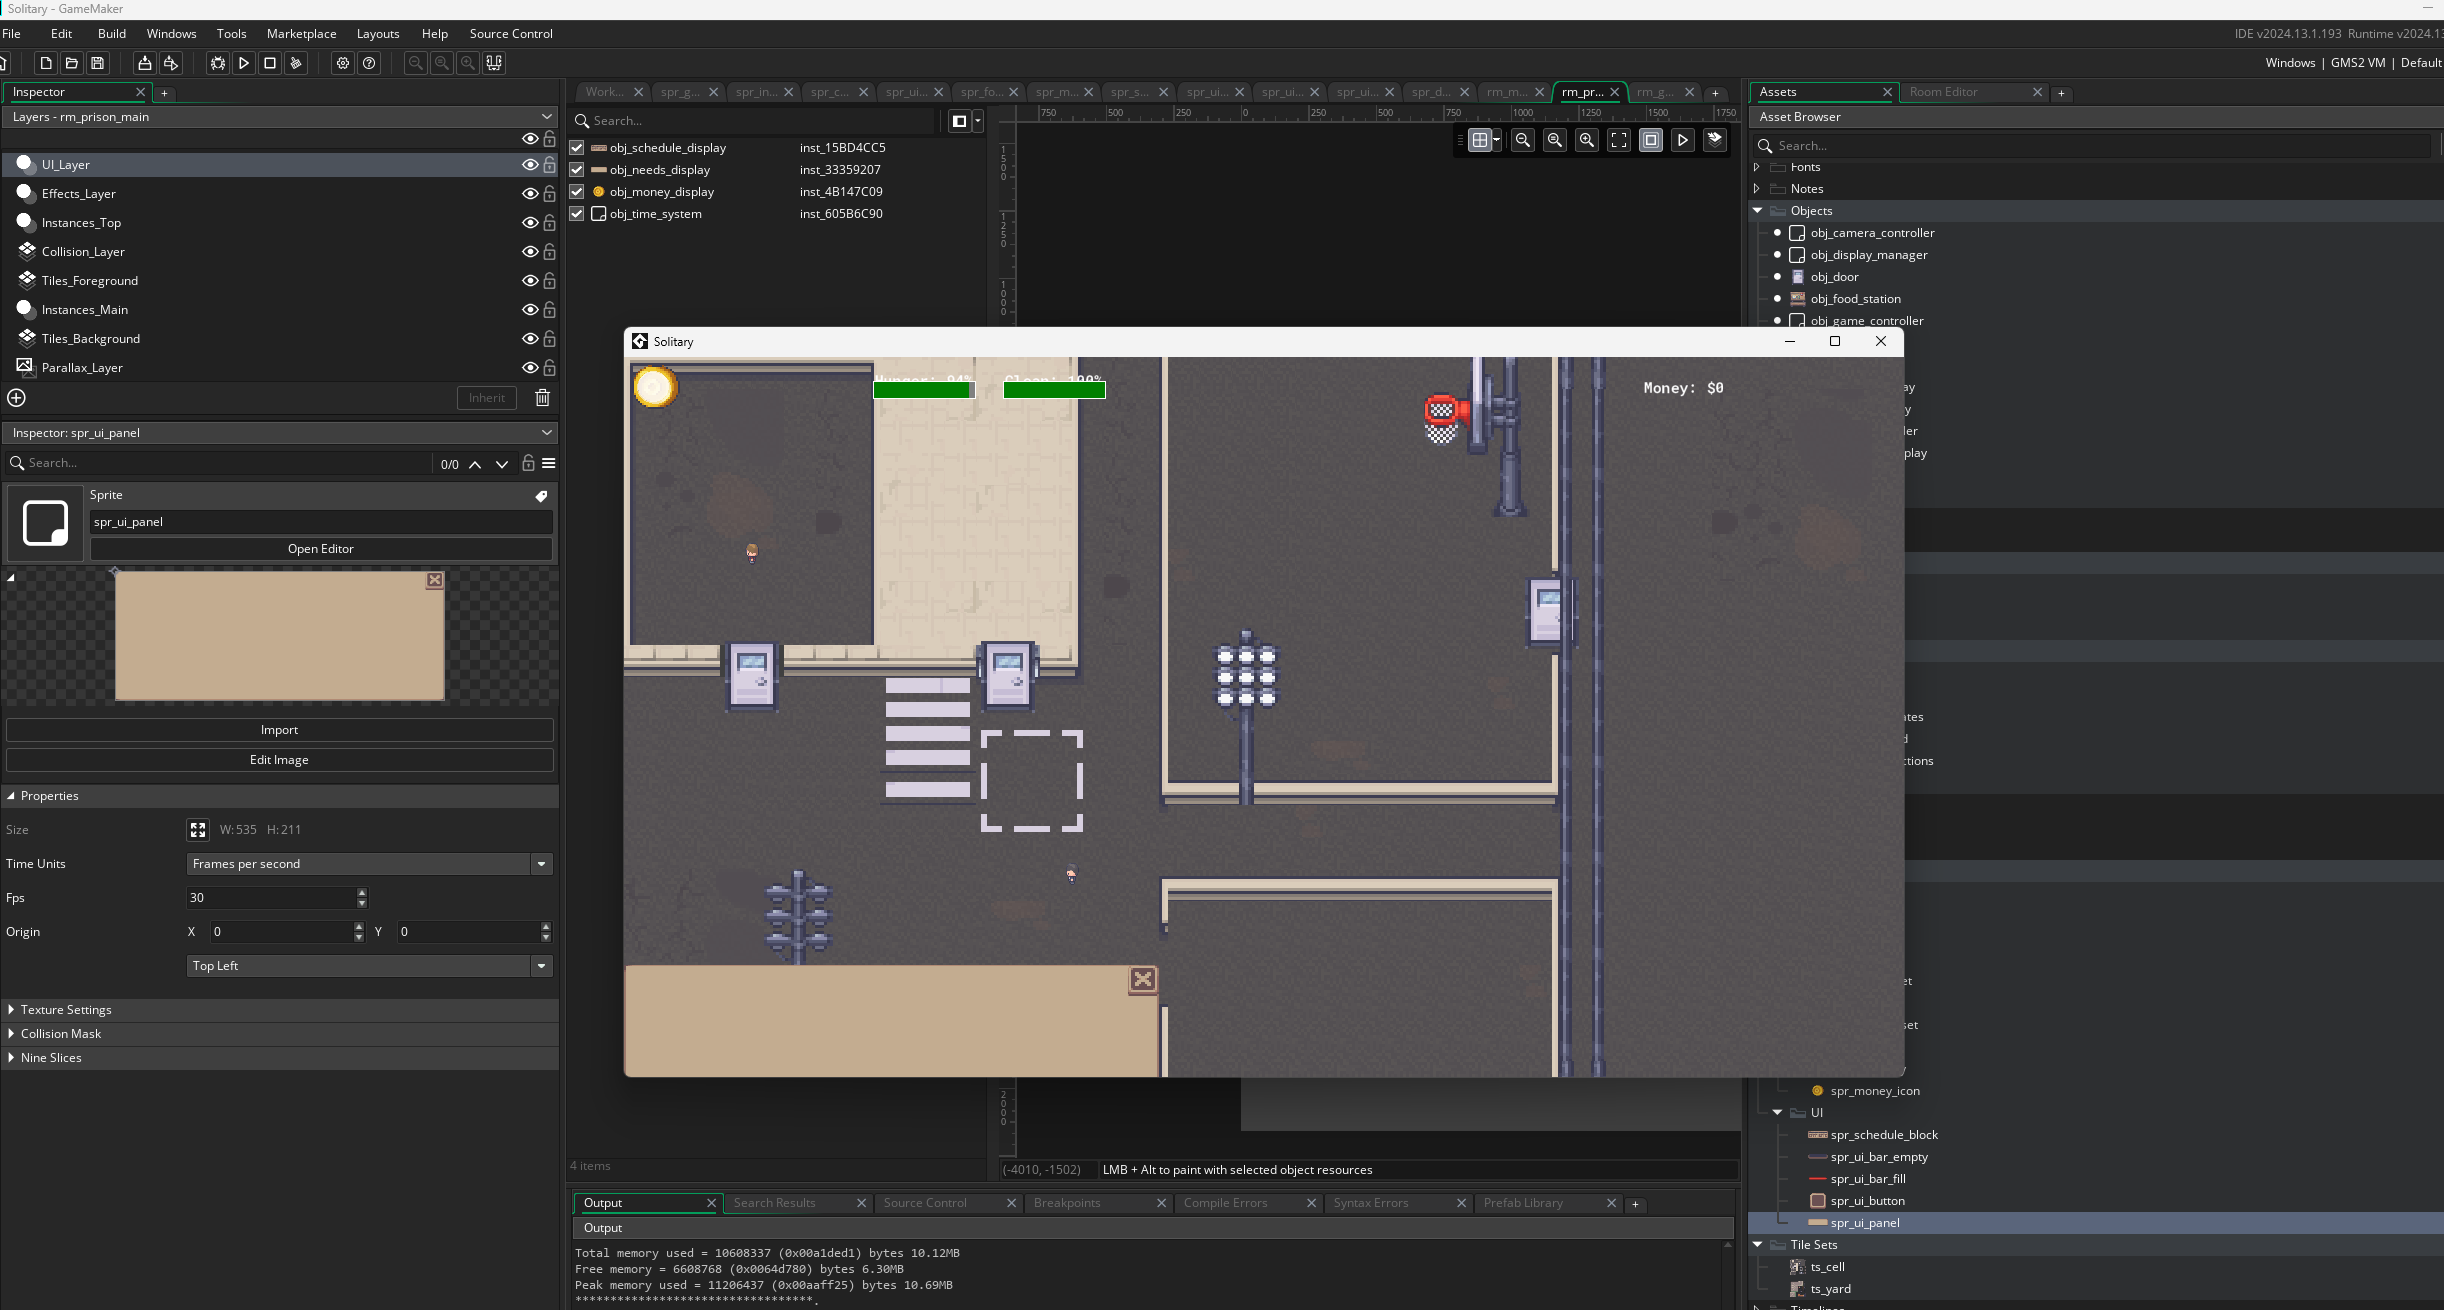 Solitary - GameMaker
File Edit Build Windows Tools Marketplace Layouts Help Source Control
IDE v2024.13.1.193 Runtime v2024.13
Windows | GMS2 VM | Default
Inspector
Layers - rm_prison_main
UI_Layer
Effects_Layer
Instances_Top
Collision_Layer
Tiles_Foreground
Instances_Main
Tiles_Background
Parallax_Layer
Inherit
Inspector: spr_ui_panel
Search...
0/0
Sprite
spr_ui_panel
Open Editor
Import
Edit Image
Properties
Size W:535 H:211
Time Units Frames per second
Fps 30
Origin X 0 Y 0
Top Left
Texture Settings
Collision Mask
Nine Slices
Work... spr_g... spr_in... spr_c... spr_ui... spr_fo... spr_m... spr_s... spr_ui... spr_ui... spr_ui... spr_d... rm_m... rm_pr... rm_g...
Search...
obj_schedule_display inst_15BD4CC5
obj_needs_display inst_33359207
obj_money_display inst_4B147C09
obj_time_system inst_605B6C90
4 items
750 500 250 0 250 500 750 1000 1250 1500 1750
Solitary
Money: $0
(-4010, -1502) LMB + Alt to paint with selected object resources
Output Search Results Source Control Breakpoints Compile Errors Syntax Errors Prefab Library
Output
Total memory used = 10608337 (0x00a1ded1) bytes 10.12MB
Free memory = 6608768 (0x0064d780) bytes 6.30MB
Peak memory used = 11206437 (0x00aaff25) bytes 10.69MB
**********************************.
Assets
Room Editor
Asset Browser
Search...
Fonts
Notes
Objects
obj_camera_controller
obj_display_manager
obj_door
obj_food_station
obj_game_controller
spr_money_icon
UI
spr_schedule_block
spr_ui_bar_empty
spr_ui_bar_fill
spr_ui_button
spr_ui_panel
Tile Sets
ts_cell
ts_yard